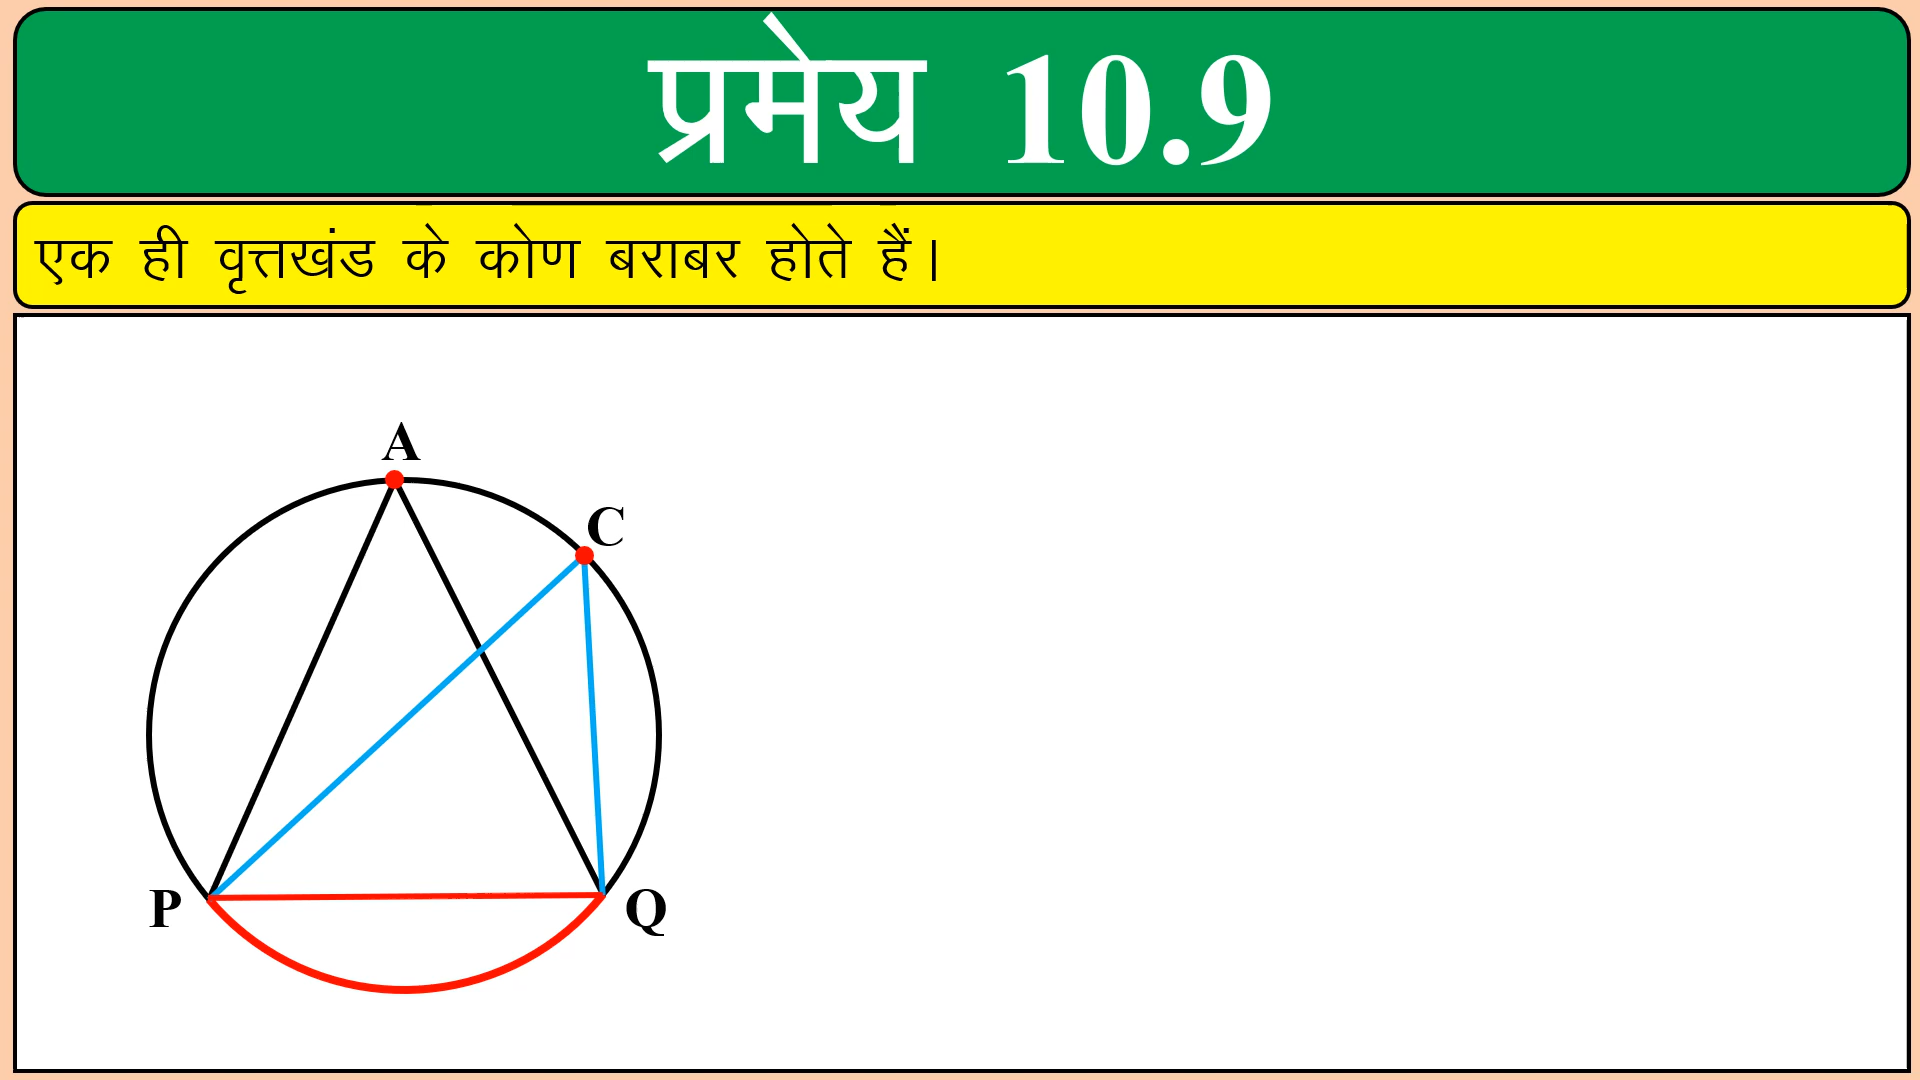 प्रमेय 10.9
एक ही वृत्तखंड के कोण बराबर होते हैं।
A
C
P
Q